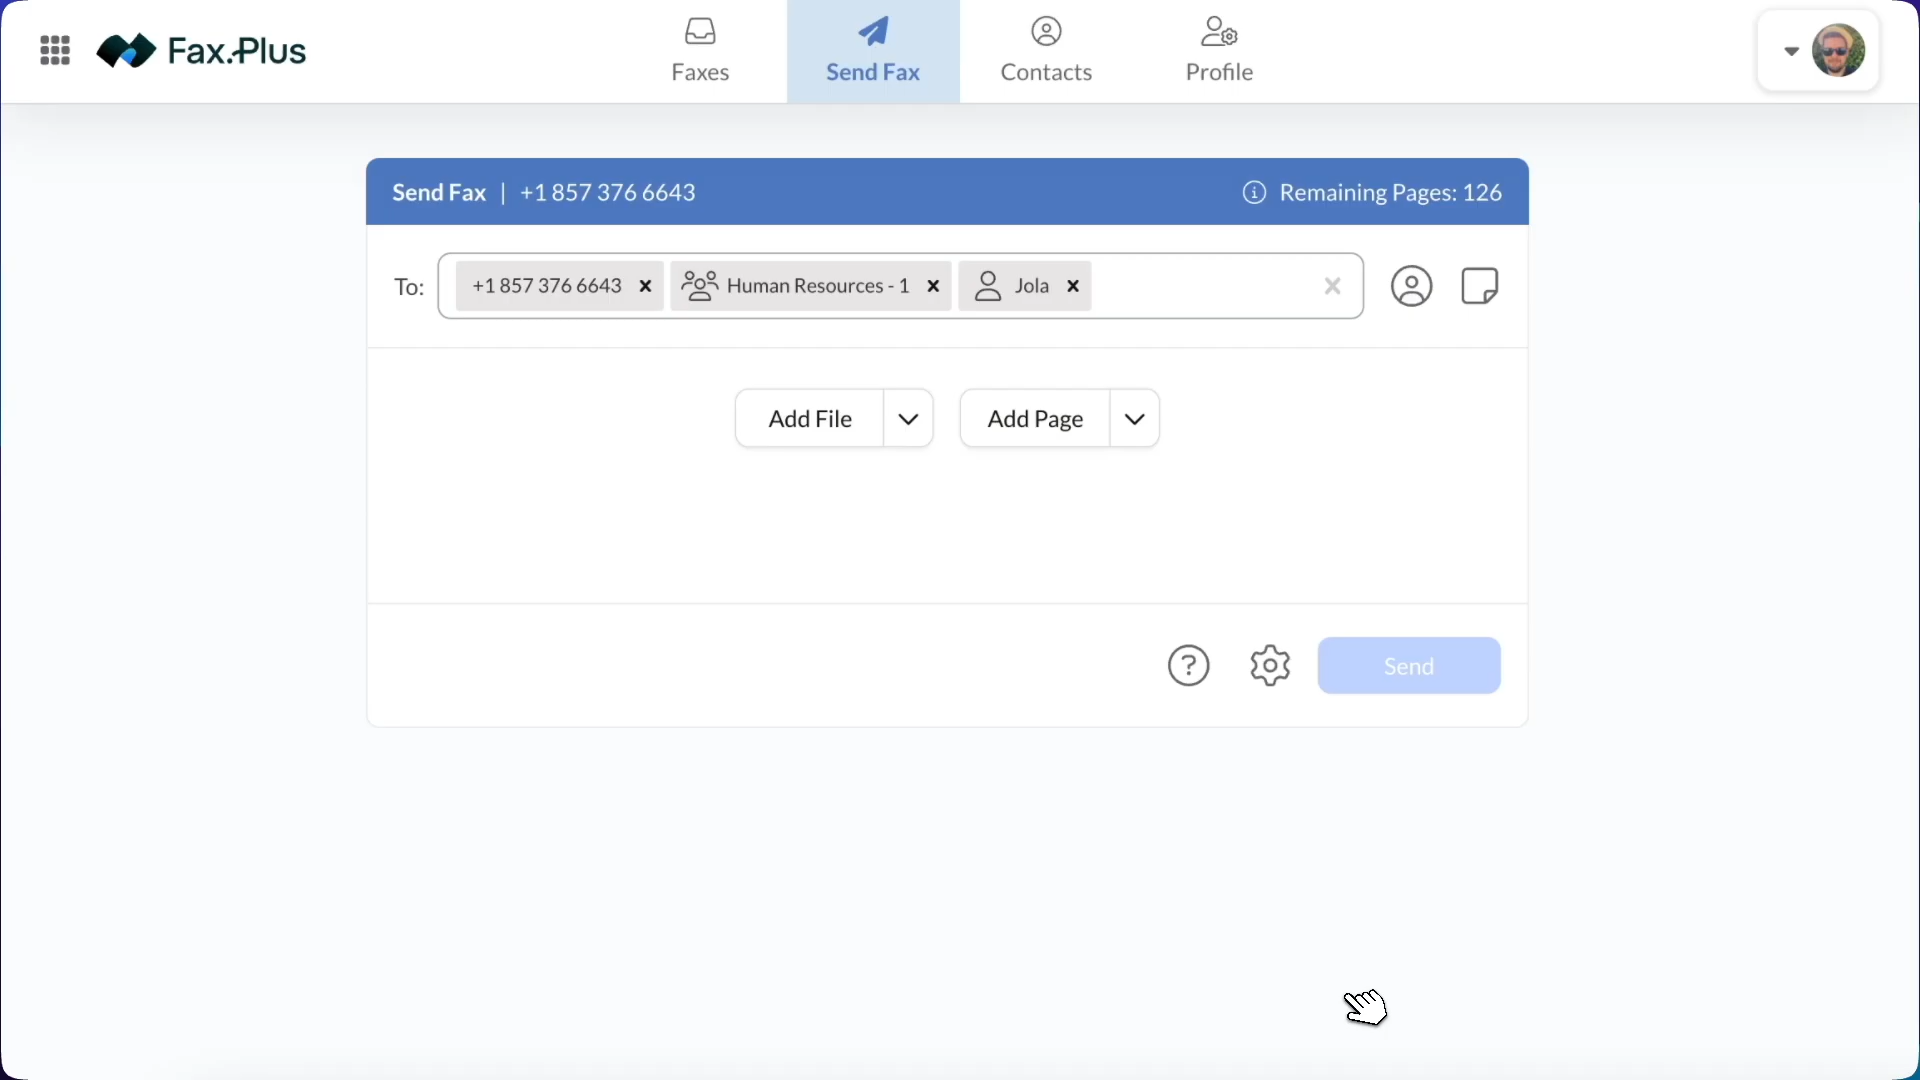 Fax.Plus
Faxes
Send Fax
Contacts
Profile
Send Fax | +1 857 376 6643
Remaining Pages: 126
To: +1 857 376 6643 Human Resources - 1 Jola
Add File
Add Page
Send